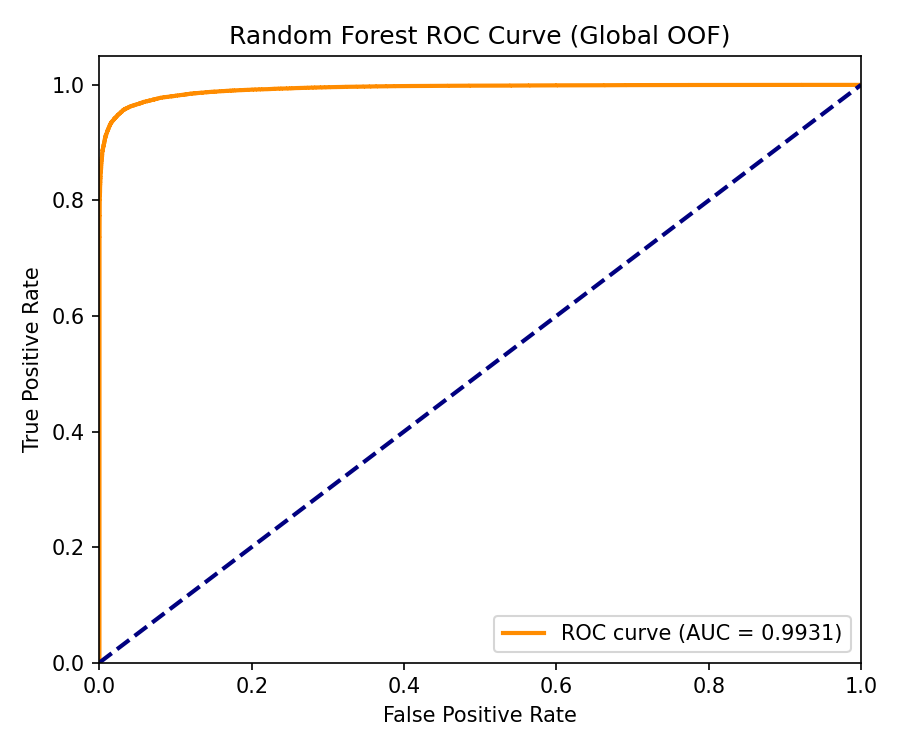 Random Forest ROC Curve (Global OOF)
True Positive Rate
1.0
0.8
0.6
0.4
0.2
0.0
ROC curve (AUC = 0.9931)
0.0 0.2 0.4 0.6 0.8 1.0
False Positive Rate